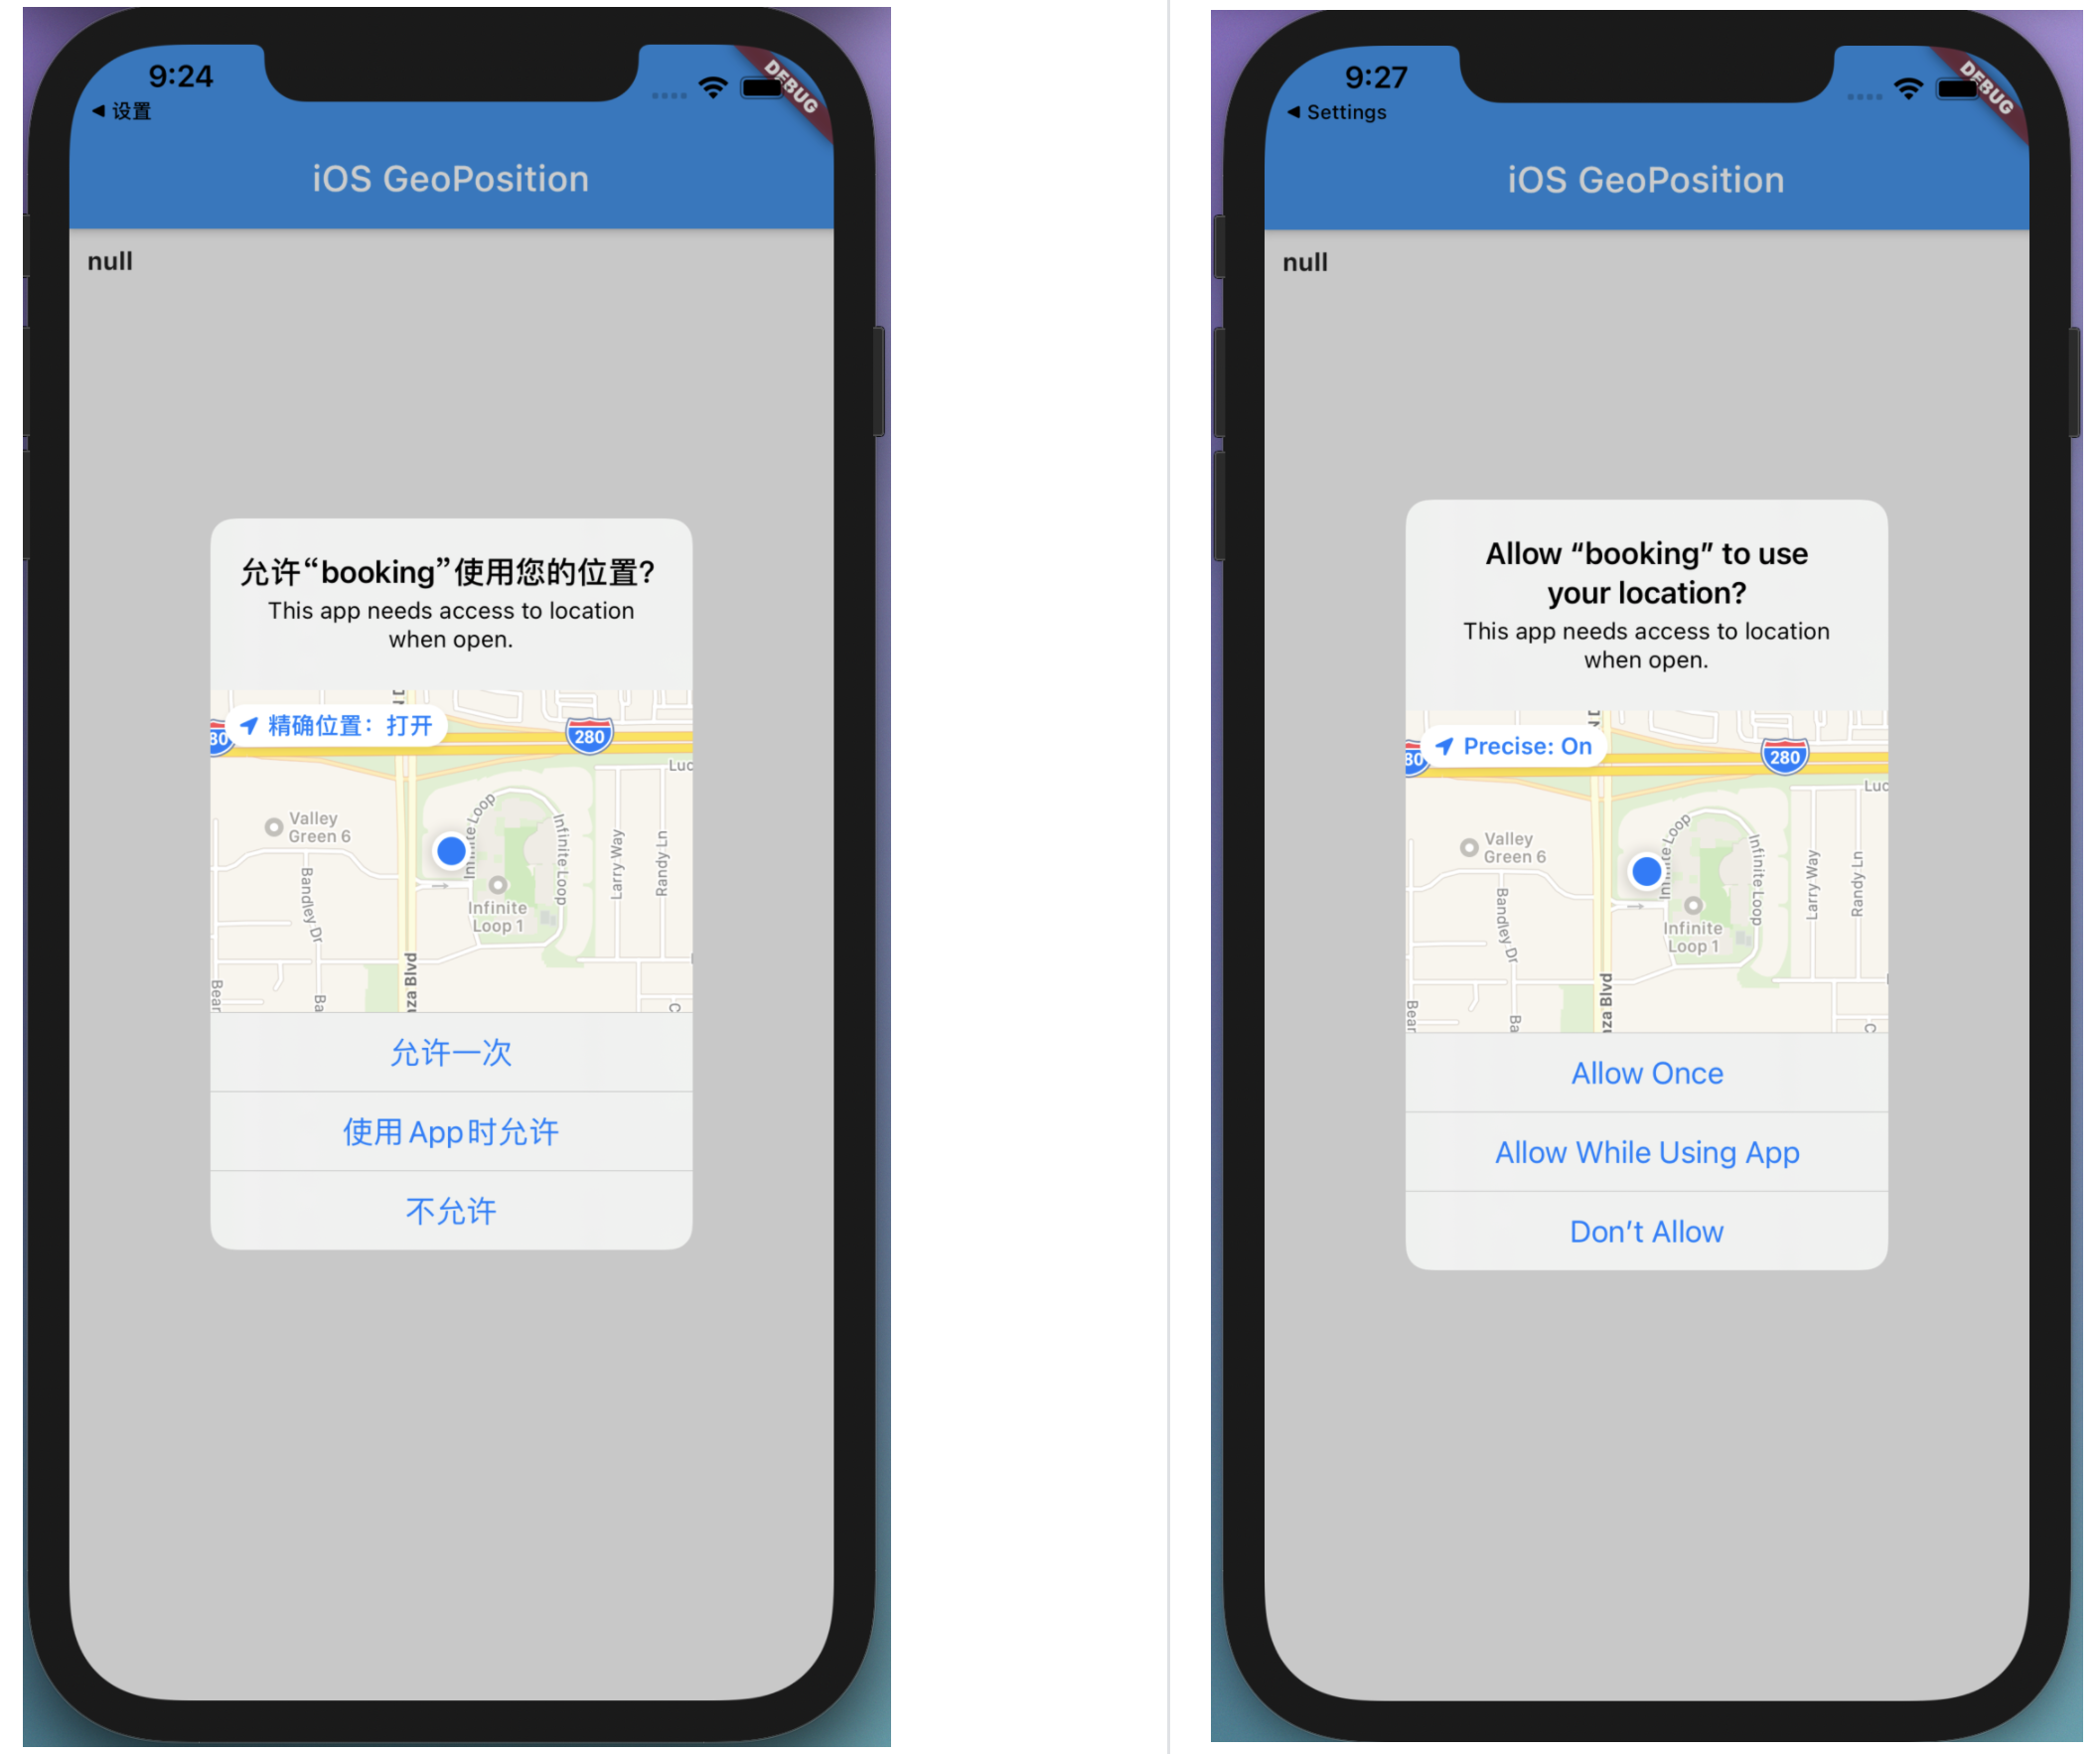 9:24
DEBUG
◀ 设置
iOS GeoPosition
null
允许“booking”使用您的位置?
This app needs access to location
when open.
精确位置：打开
280
80
Luc
Valley
Green 6
Infinite Loop
Infinite Loop
Larry Way
Randy Ln
Bandley Dr
Infinite
Loop 1
nza Blvd
Bear
Ba
C
允许一次
使用App时允许
不允许
9:27
DEBUG
◀ Settings
iOS GeoPosition
null
Allow “booking” to use
your location?
This app needs access to location
when open.
Precise: On
280
80
Luc
Valley
Green 6
Infinite Loop
Infinite Loop
Larry Way
Randy Ln
Bandley Dr
Infinite
Loop 1
nza Blvd
Bear
Ba
C
Allow Once
Allow While Using App
Don’t Allow